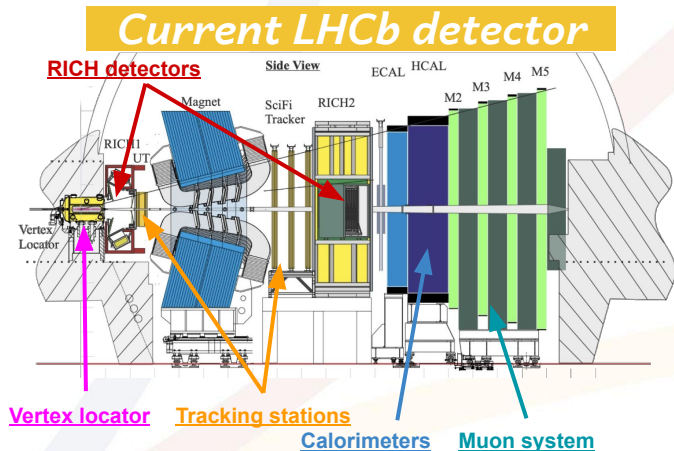 Current LHCb detector
RICH detectors
Side View
ECAL
HCAL
M5
M4
M3
M2
Magnet
SciFi
Tracker
RICH2
RICH1
UT
Vertex
Locator
Vertex locator
Tracking stations
Calorimeters
Muon system